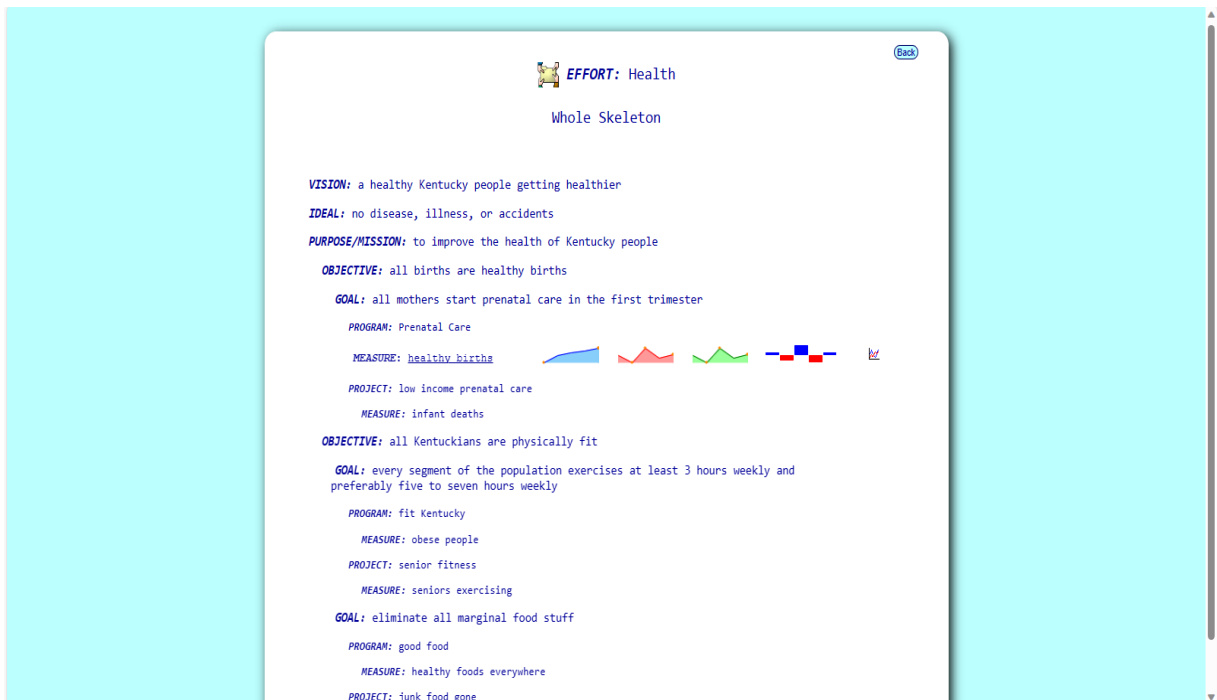 Back
EFFORT: Health
Whole Skeleton
VISION: a healthy Kentucky people getting healthier
IDEAL: no disease, illness, or accidents
PURPOSE/MISSION: to improve the health of Kentucky people
OBJECTIVE: all births are healthy births
GOAL: all mothers start prenatal care in the first trimester
PROGRAM: Prenatal Care
MEASURE: healthy births
PROJECT: low income prenatal care
MEASURE: infant deaths
OBJECTIVE: all Kentuckians are physically fit
GOAL: every segment of the population exercises at least 3 hours weekly and
preferably five to seven hours weekly
PROGRAM: fit Kentucky
MEASURE: obese people
PROJECT: senior fitness
MEASURE: seniors exercising
GOAL: eliminate all marginal food stuff
PROGRAM: good food
MEASURE: healthy foods everywhere
PROJECT: junk food gone